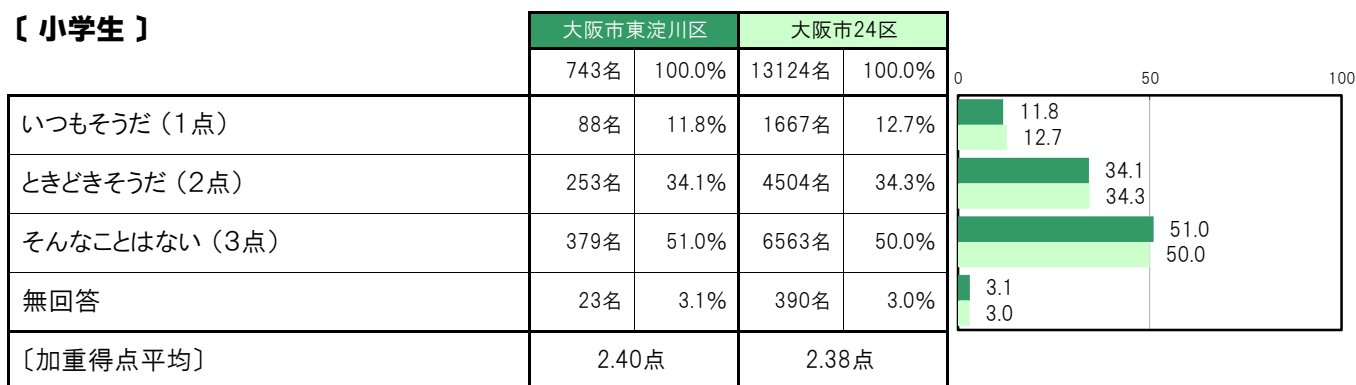 〔 小学生 〕
大阪市東淀川区 大阪市24区
743名 100.0% 13124名 100.0%
0 50 100
いつもそうだ（1点） 88名 11.8% 1667名 12.7%
11.8
12.7
ときどきそうだ（2点） 253名 34.1% 4504名 34.3%
34.1
34.3
そんなことはない（3点） 379名 51.0% 6563名 50.0%
51.0
50.0
無回答 23名 3.1% 390名 3.0%
3.1
3.0
〔加重得点平均〕 2.40点 2.38点